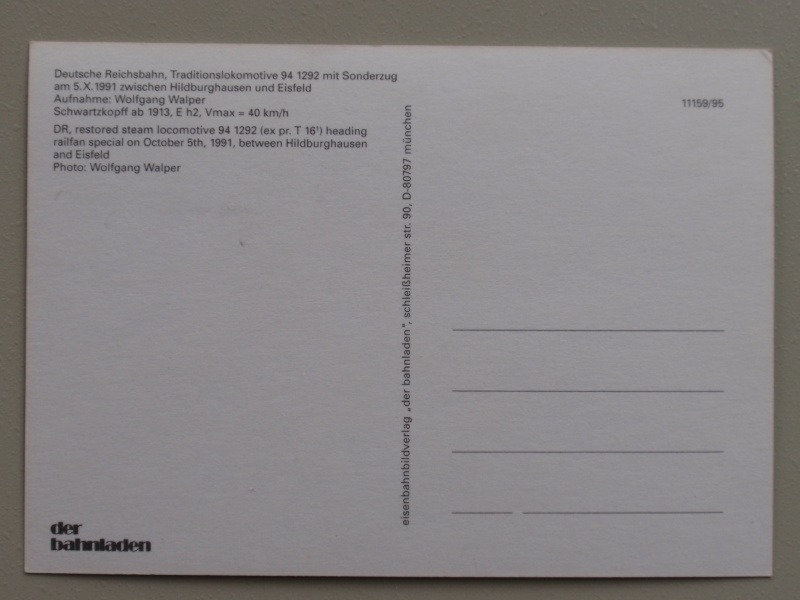 Deutsche Reichsbahn, Traditionslokomotive 94 1292 mit Sonderzug
am 5.X.1991 zwischen Hildburghausen und Eisfeld
Aufnahme: Wolfgang Walper
Schwartzkopff ab 1913, E h2, Vmax = 40 km/h
DR, restored steam locomotive 94 1292 (ex pr. T 16¹) heading
railfan special on October 5th, 1991, between Hildburghausen
and Eisfeld
Photo: Wolfgang Walper
11159/95
eisenbahnbildverlag „der bahnladen“, schleißheimer str. 90, D-80797 münchen
der
bahnladen